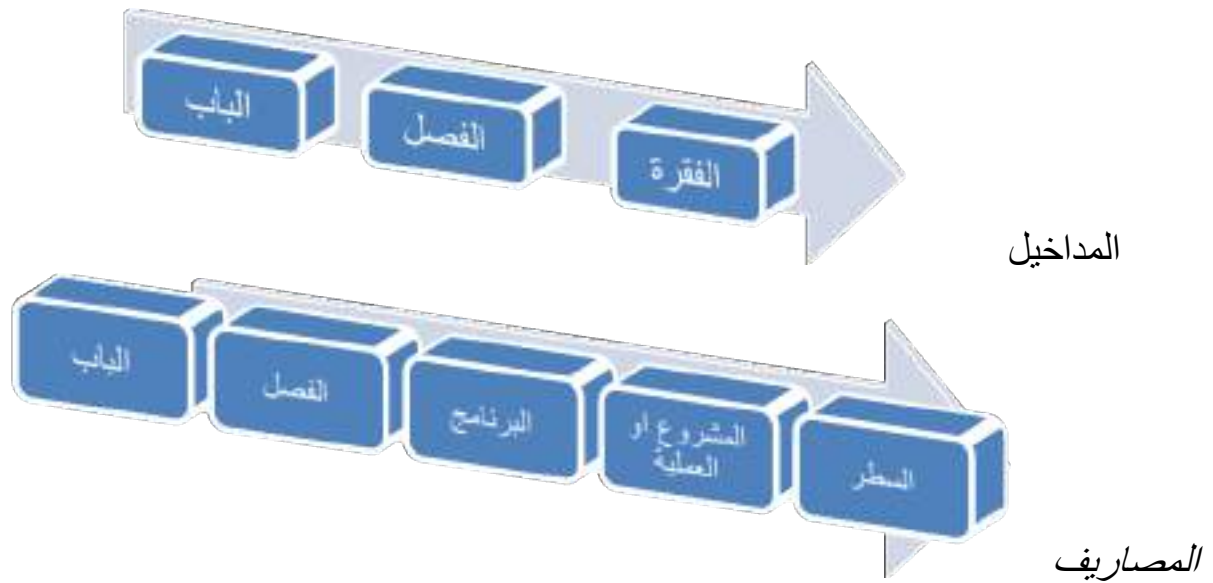 الباب
الفصل
الفقرة
المداخيل
الباب
الفصل
البرنامج
المشروع او
العملية
السطر
المصاريف